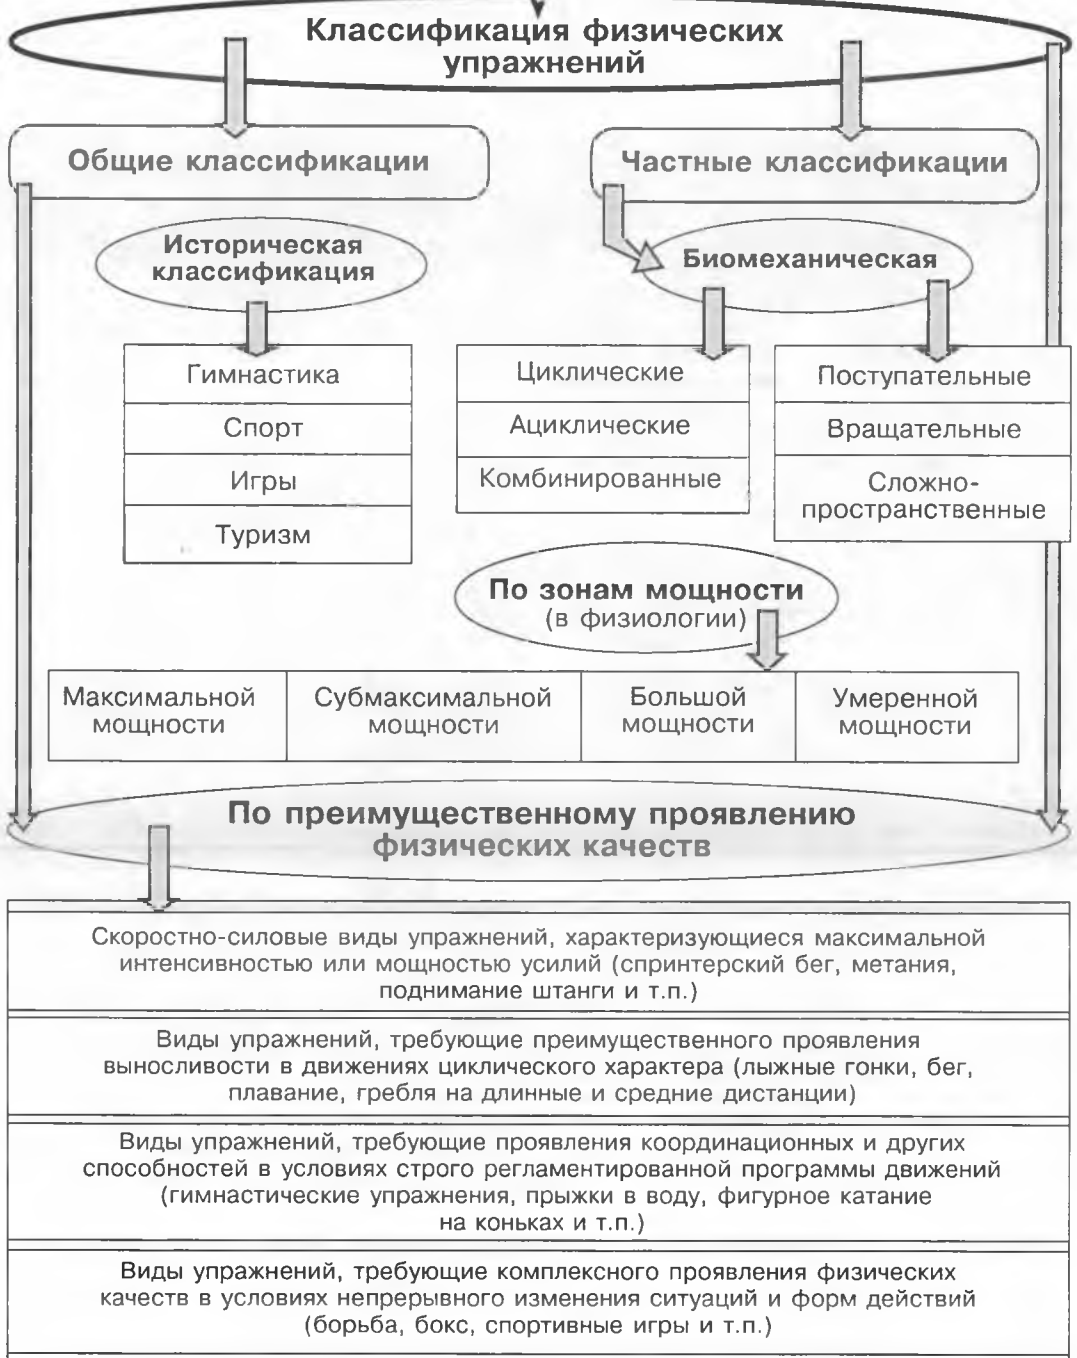 Классификация физических
упражнений
Общие классификации
Частные классификации
Историческая
классификация
Биомеханическая
Гимнастика
Спорт
Игры
Туризм
Циклические
Ациклические
Комбинированные
Поступательные
Вращательные
Сложно-
пространственные
По зонам мощности
(в физиологии)
Максимальной
мощности
Субмаксимальной
мощности
Большой
мощности
Умеренной
мощности
По преимущественному проявлению
физических качеств
Скоростно-силовые виды упражнений, характеризующиеся максимальной
интенсивностью или мощностью усилий (спринтерский бег, метания,
поднимание штанги и т.п.)
Виды упражнений, требующие преимущественного проявления
выносливости в движениях циклического характера (лыжные гонки, бег,
плавание, гребля на длинные и средние дистанции)
Виды упражнений, требующие проявления координационных и других
способностей в условиях строго регламентированной программы движений
(гимнастические упражнения, прыжки в воду, фигурное катание
на коньках и т.п.)
Виды упражнений, требующие комплексного проявления физических
качеств в условиях непрерывного изменения ситуаций и форм действий
(борьба, бокс, спортивные игры и т.п.)